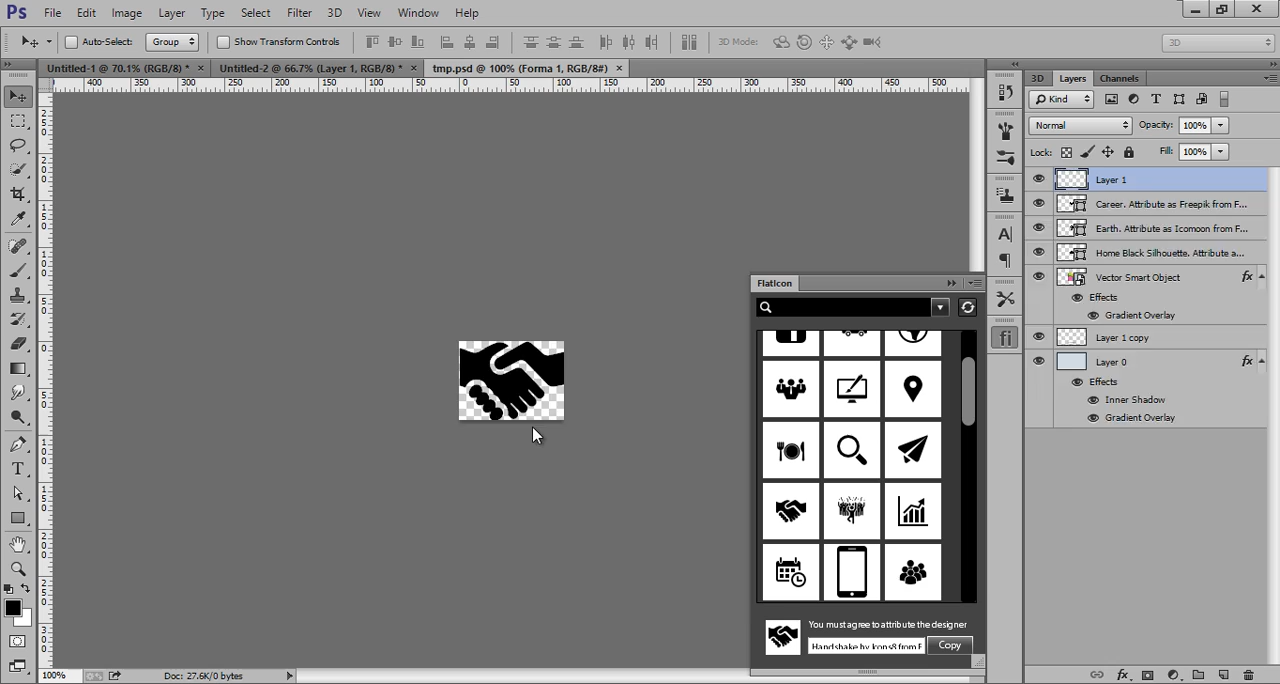 Ps File Edit Image Layer Type Select Filter 3D View Window Help
Auto-Select: Group Show Transform Controls 3D Mode: 3D
Untitled-1 @ 70.1% (RGB/8) * × Untitled-2 @ 66.7% (Layer 1, RGB/8) * × tmp.psd @ 100% (Forma 1, RGB/8#) ×
400 350 300 250 200 150 100 50 0 50 100 150 200 250 300 350 400 450 500
3D Layers Channels
Kind
Normal Opacity: 100%
Lock: Fill: 100%
Layer 1
Career. Attribute as Freepik from F...
Earth. Attribute as Icomoon from F...
Home Black Silhouette. Attribute a...
Vector Smart Object fx
Effects
Gradient Overlay
Layer 1 copy
Layer 0 fx
Effects
Inner Shadow
Gradient Overlay
FlatIcon
fi
You must agree to attribute the designer
Handshake by Icons8 from F
Copy
100% Doc: 27.6K/0 bytes